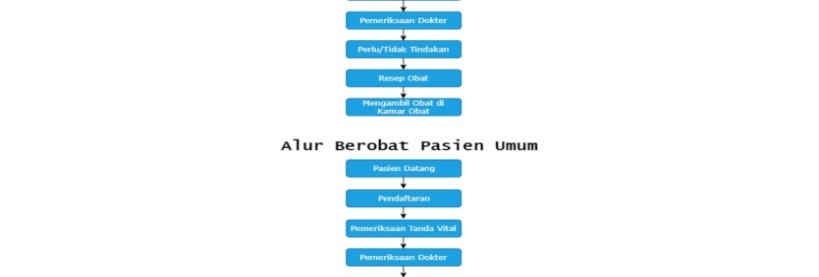 Pemeriksaan Dokter
Perlu/Tidak Tindakan
Resep Obat
Mengambil Obat di
Kamar Obat
Alur Berobat Pasien Umum
Pasien Datang
Pendaftaran
Pemeriksaan Tanda Vital
Pemeriksaan Dokter